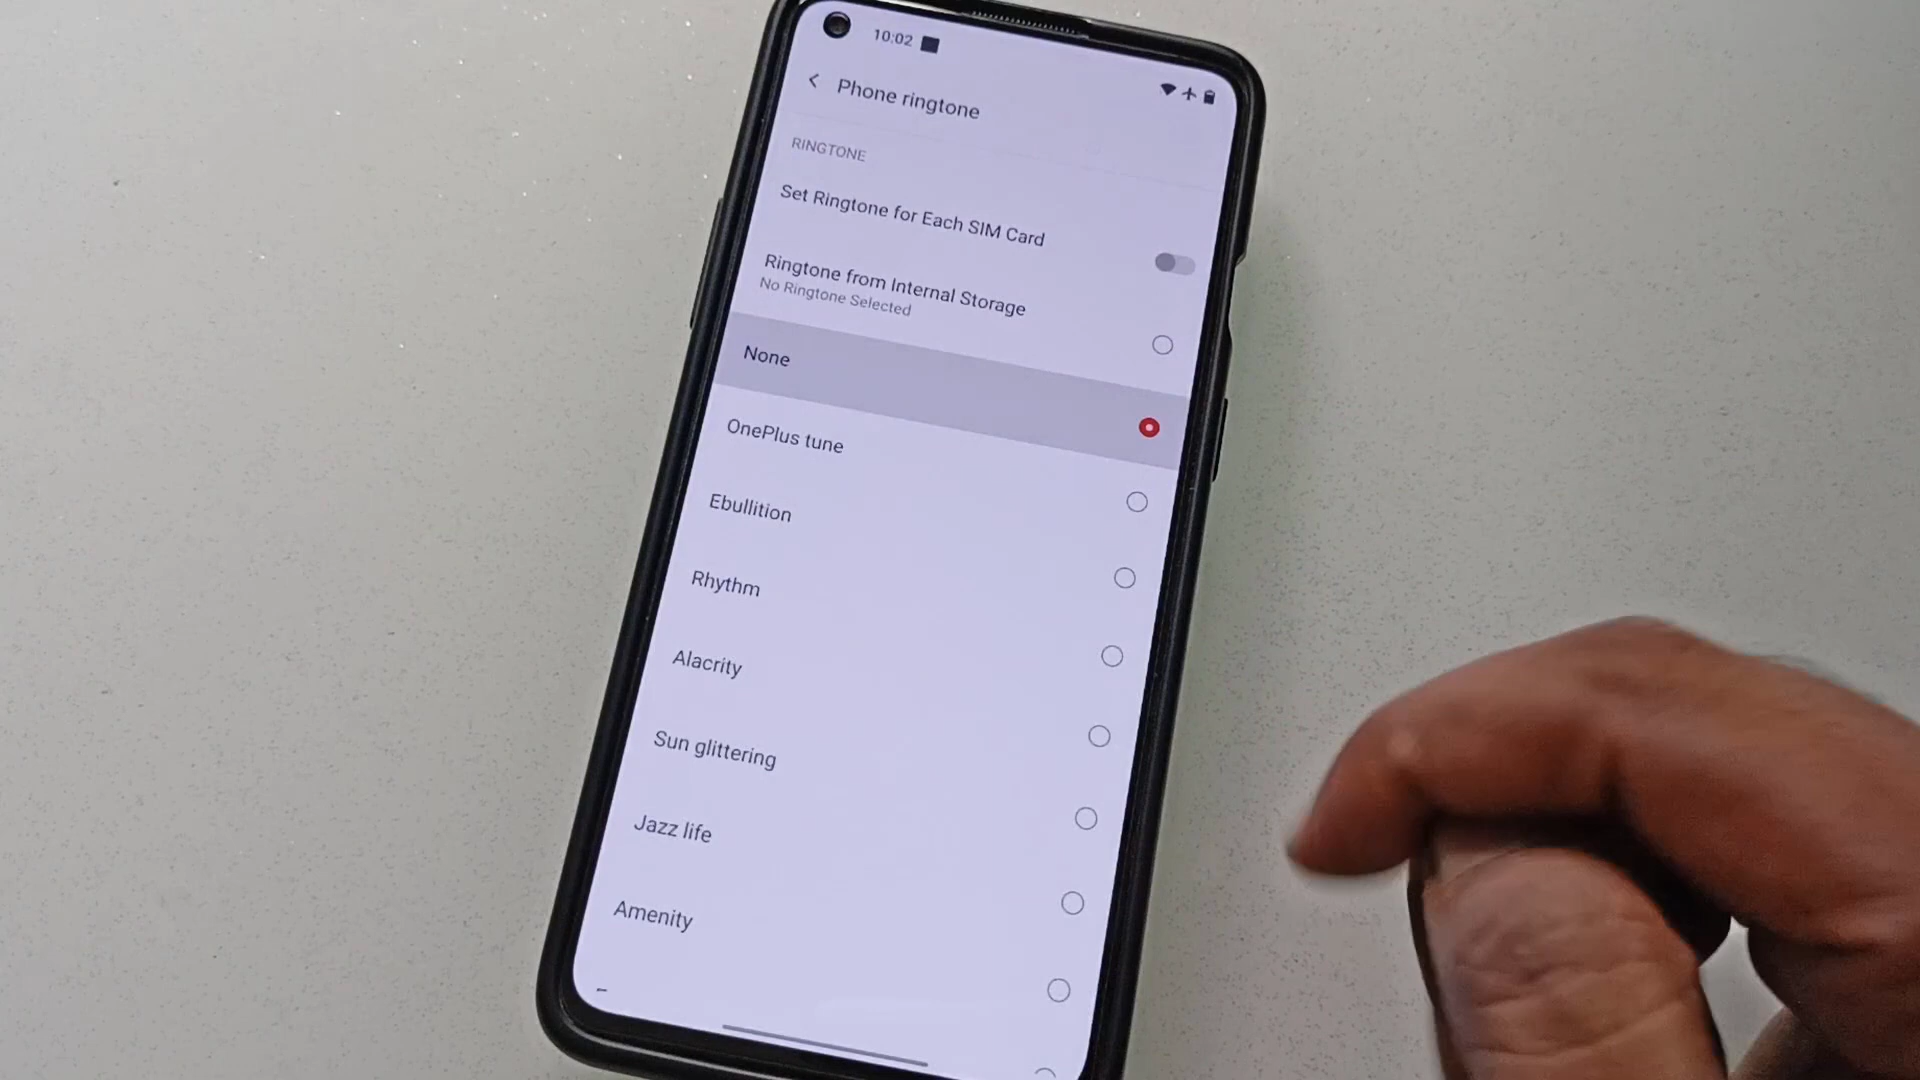 10:02
Phone ringtone
RINGTONE
Set Ringtone for Each SIM Card
Ringtone from Internal Storage
No Ringtone Selected
None
OnePlus tune
Ebullition
Rhythm
Alacrity
Sun glittering
Jazz life
Amenity